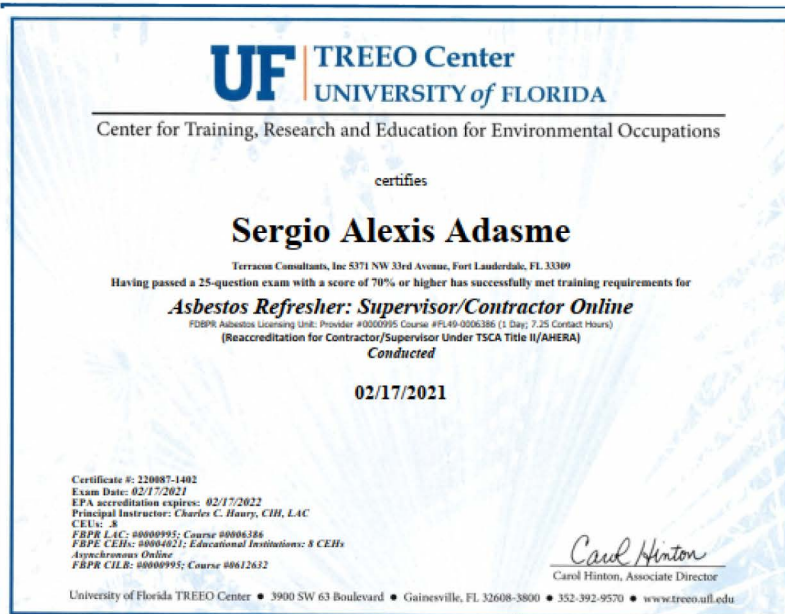 UF TREEO Center
UNIVERSITY of FLORIDA
Center for Training, Research and Education for Environmental Occupations
certifies
Sergio Alexis Adasme
Terracon Consultants, Inc 5371 NW 33rd Avenue, Fort Lauderdale, FL 33309
Having passed a 25-question exam with a score of 70% or higher has successfully met training requirements for
Asbestos Refresher: Supervisor/Contractor Online
FDBPR Asbestos Licensing Unit: Provider #0000995 Course #FL49-0006386 (1 Day; 7.25 Contact Hours)
(Reaccreditation for Contractor/Supervisor Under TSCA Title II/AHERA)
Conducted
02/17/2021
Certificate #: 220087-1402
Exam Date: 02/17/2021
EPA accreditation expires: 02/17/2022
Principal Instructor: Charles C. Haury, CIH, LAC
CEUs: .8
FBPR LAC: #0000995; Course #0006386
FBPE CEHs: #0004021; Educational Institutions: 8 CEHs
Asynchronous Online
FBPR CILB: #0000995; Course #0612632
Carol Hinton
Carol Hinton, Associate Director
University of Florida TREEO Center ● 3900 SW 63 Boulevard ● Gainesville, FL 32608-3800 ● 352-392-9570 ● www.treeo.ufl.edu